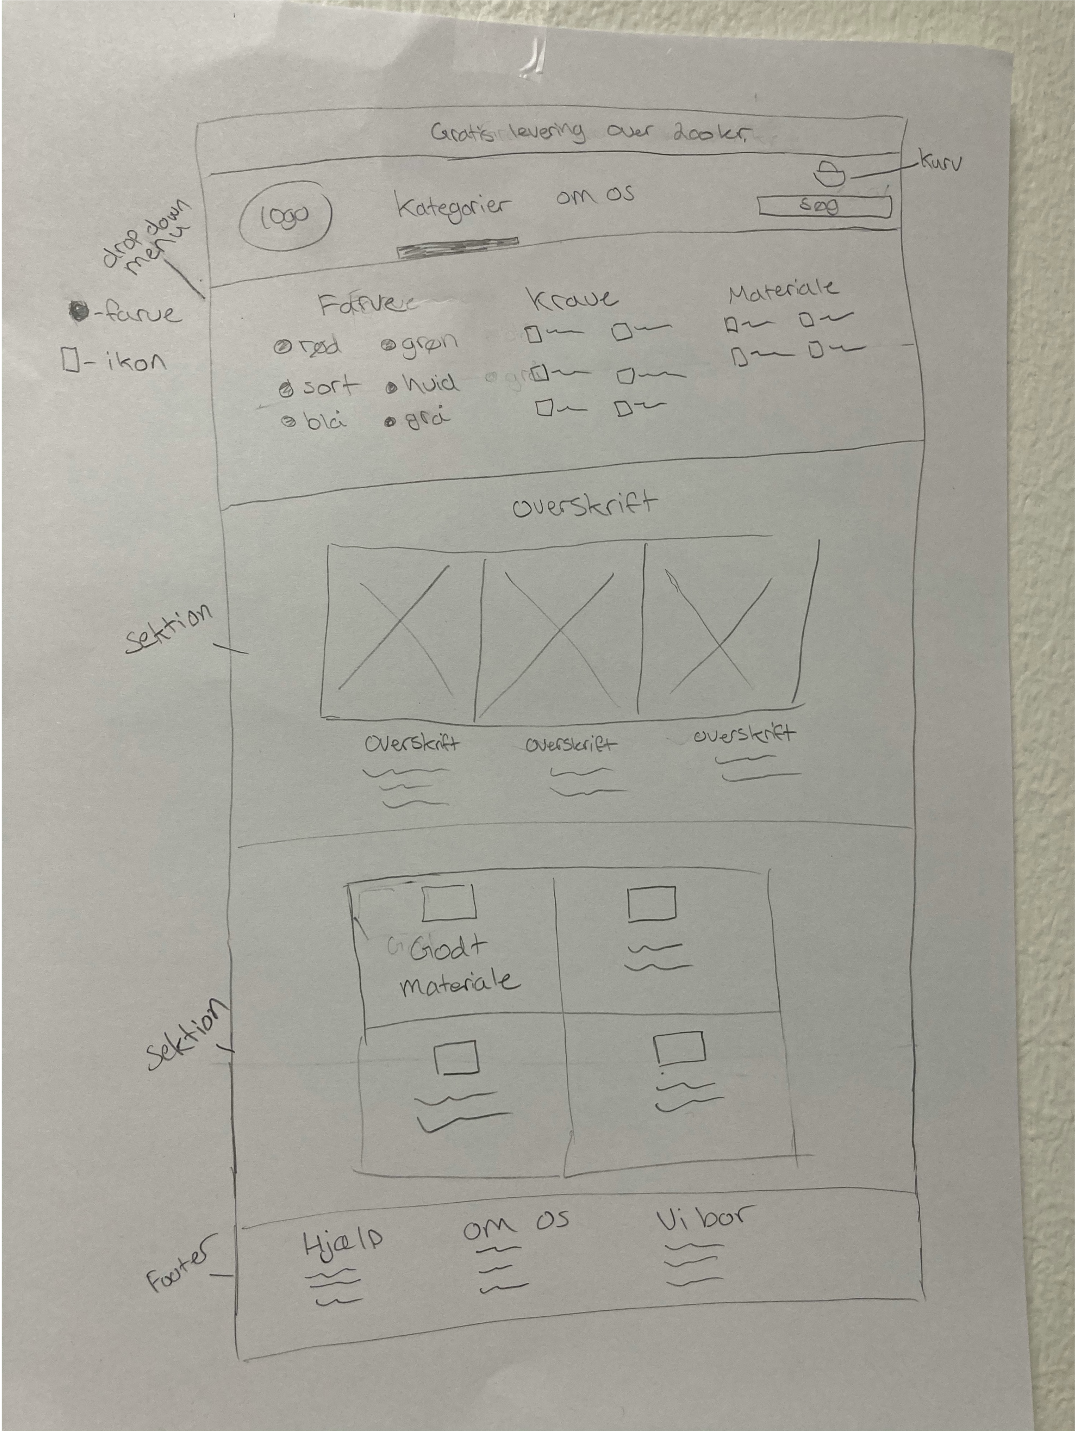 Gratis levering over 200kr.
Kurv
logo
Kategorier
om os
søg
drop down
menu
-farve
- ikon
Farver
Krave
Materiale
rød
grøn
sort
hvid
blå
grå
overskrift
Sektion
overskrift
overskrift
overskrift
Godt
materiale
Sektion
Footer
Hjælp
om os
Vi bor